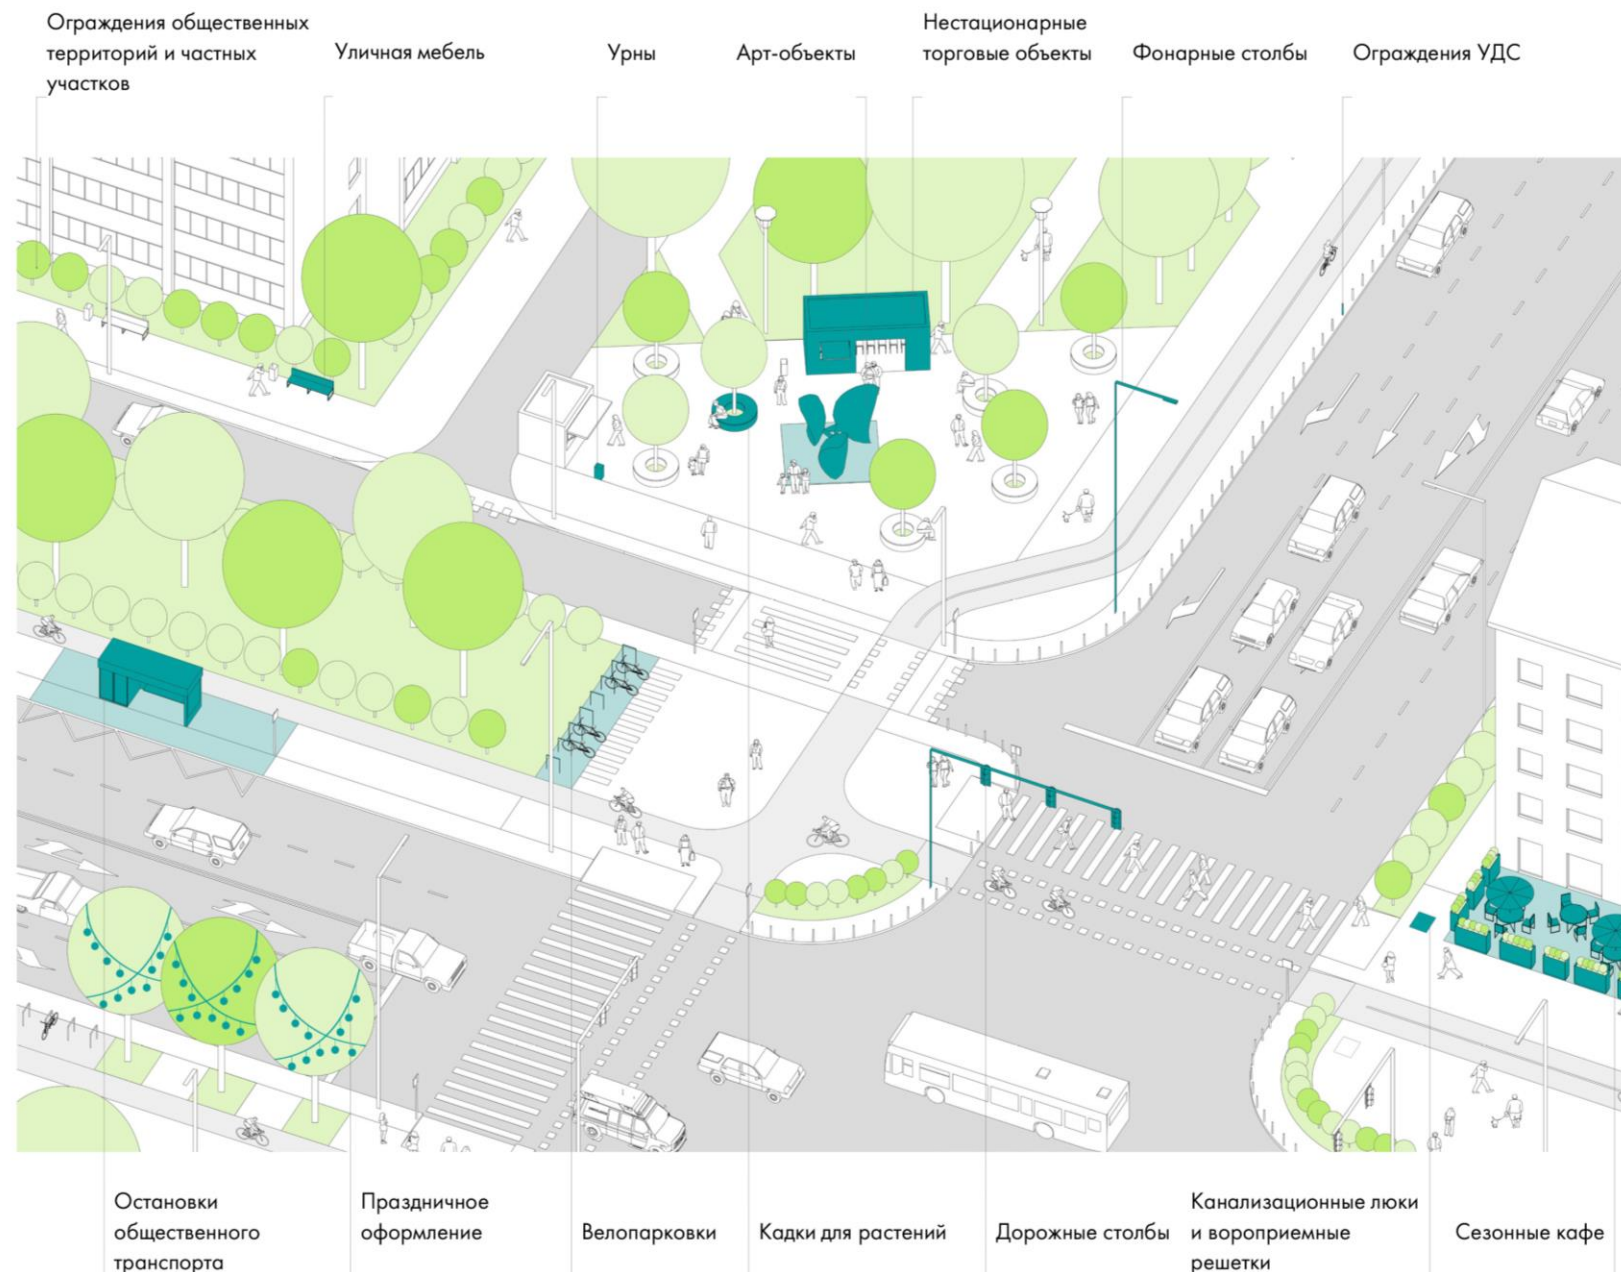 Ограждения общественных
территорий и частных
участков
Уличная мебель
Урны
Арт-объекты
Нестационарные
торговые объекты
Фонарные столбы
Ограждения УДС
Остановки
общественного
транспорта
Праздничное
оформление
Велопарковки
Кадки для растений
Дорожные столбы
Канализационные люки
и вороприемные
решетки
Сезонные кафе